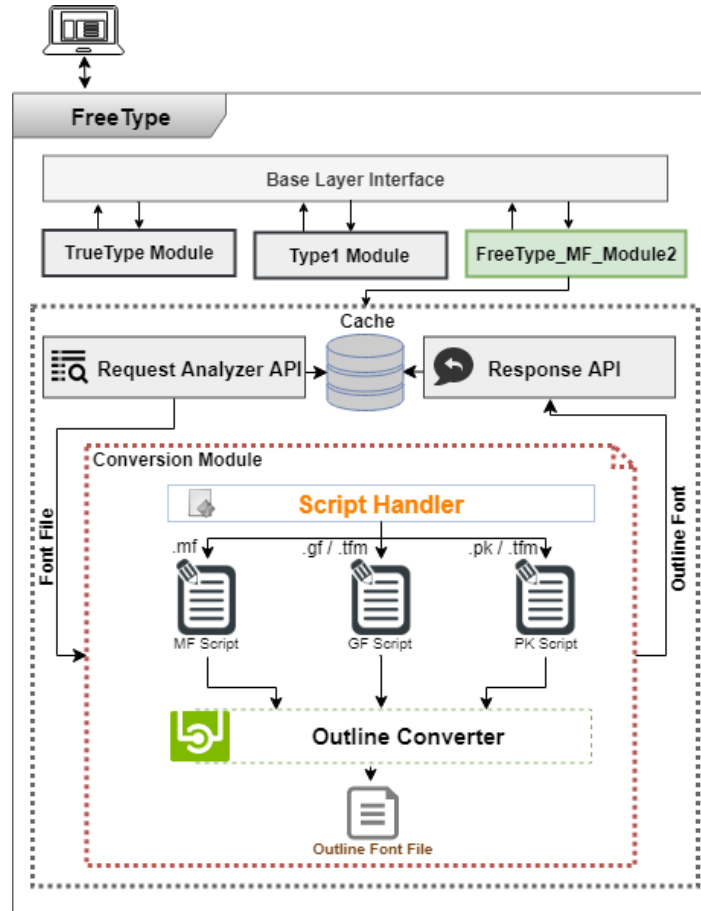 FreeType
Base Layer Interface
TrueType Module
Type1 Module
FreeType_MF_Module2
Cache
Request Analyzer API
Response API
Conversion Module
Script Handler
.mf
.gf / .tfm
.pk / .tfm
Font File
Outline Font
MF Script
GF Script
PK Script
Outline Converter
Outline Font File